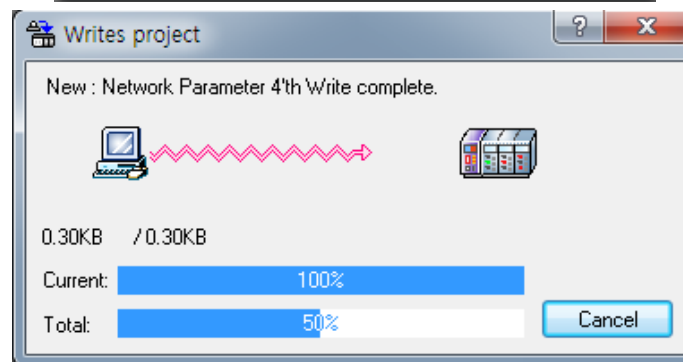 Writes project
New : Network Parameter 4'th Write complete.
0.30KB / 0.30KB
Current: 100%
Total: 50%
Cancel